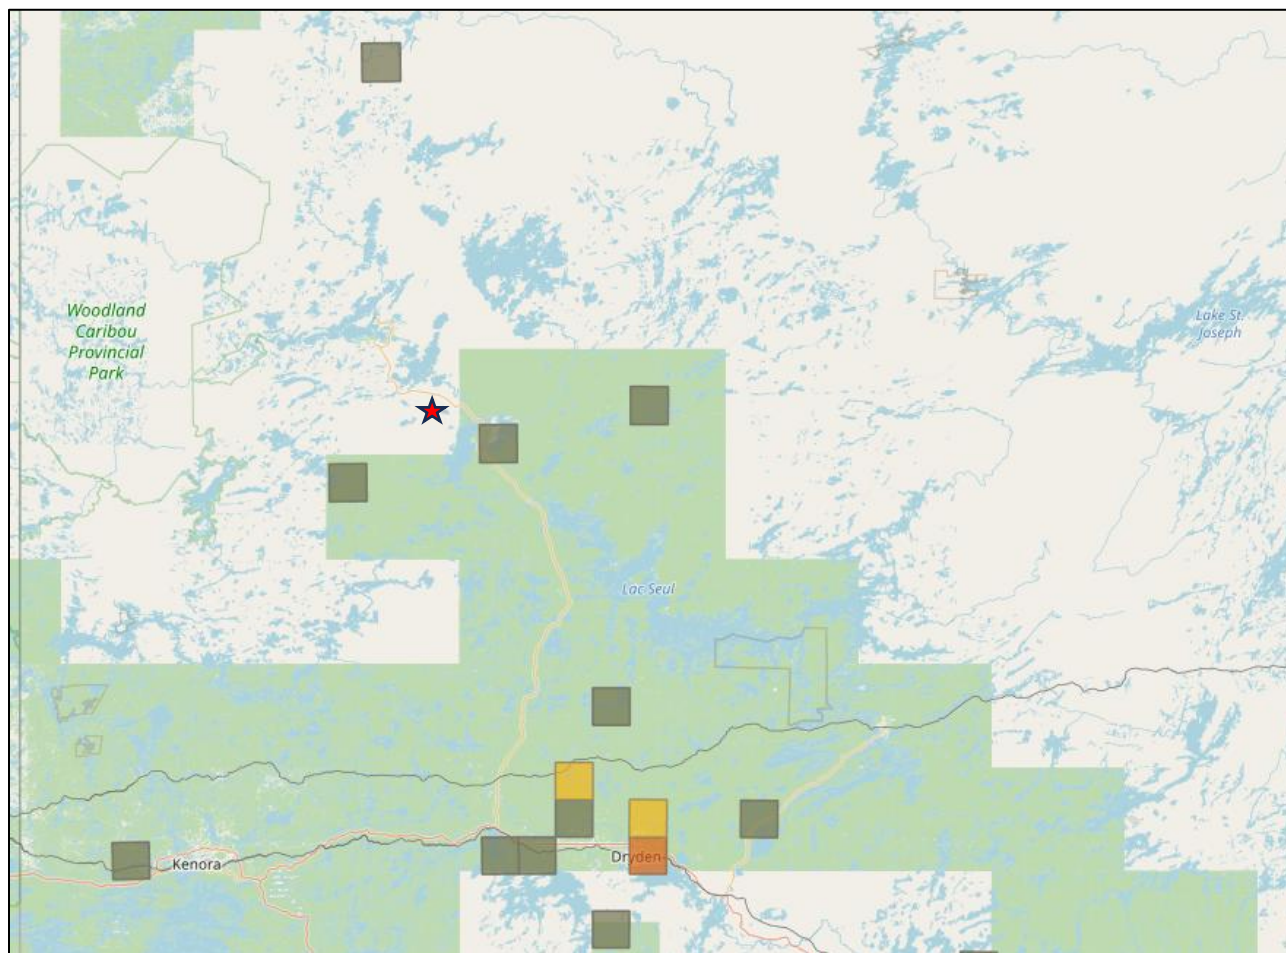 Woodland
Caribou
Provincial
Park
Lake St.
Joseph
Lac Seul
Kenora
Dryden